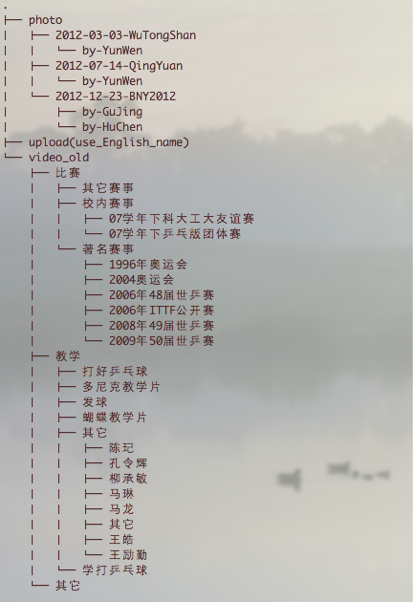 .
├── photo
│   ├── 2012-03-03-WuTongShan
│   │   └── by-YunWen
│   ├── 2012-07-14-QingYuan
│   │   └── by-YunWen
│   └── 2012-12-23-BNY2012
│       ├── by-GuJing
│       └── by-HuChen
├── upload(use_English_name)
└── video_old
    ├── 比赛
    │   ├── 其它赛事
    │   ├── 校内赛事
    │   │   ├── 07学年下科大工大友谊赛
    │   │   └── 07学年下乒乓版团体赛
    │   └── 著名赛事
    │       ├── 1996年奥运会
    │       ├── 2004奥运会
    │       ├── 2006年48届世乒赛
    │       ├── 2006年ITTF公开赛
    │       ├── 2008年49届世乒赛
    │       └── 2009年50届世乒赛
    ├── 教学
    │   ├── 打好乒乓球
    │   ├── 多尼克教学片
    │   ├── 发球
    │   ├── 蝴蝶教学片
    │   ├── 其它
    │   │   ├── 陈玘
    │   │   ├── 孔令辉
    │   │   ├── 柳承敏
    │   │   ├── 马琳
    │   │   ├── 马龙
    │   │   ├── 其它
    │   │   ├── 王皓
    │   │   └── 王励勤
    │   └── 学打乒乓球
    └── 其它